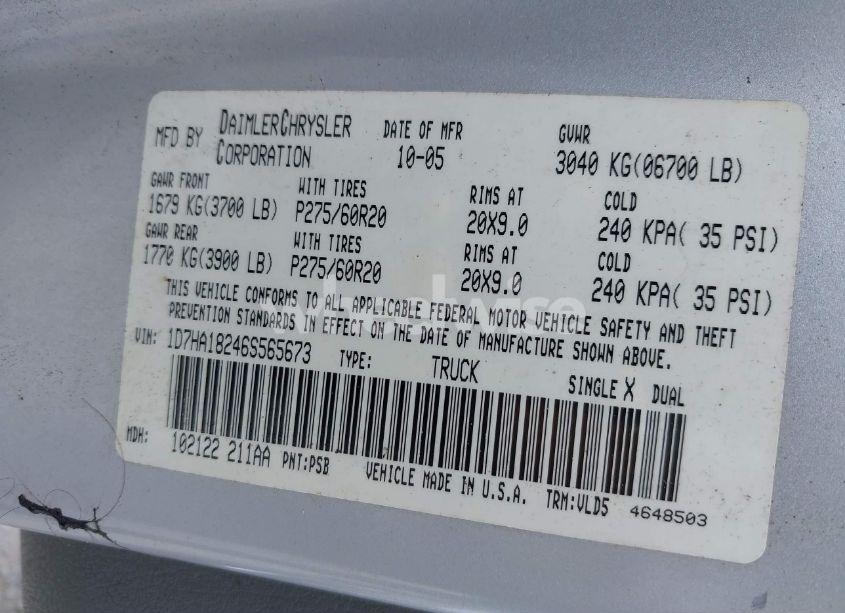 MFD BY DAIMLERCHRYSLER CORPORATION DATE OF MFR 10-05 GVWR 3040 KG(06700 LB)
GAWR FRONT WITH TIRES RIMS AT COLD
1679 KG(3700 LB) P275/60R20 20X9.0 240 KPA( 35 PSI)
GAWR REAR WITH TIRES RIMS AT COLD
1770 KG(3900 LB) P275/60R20 20X9.0 240 KPA( 35 PSI)
THIS VEHICLE CONFORMS TO ALL APPLICABLE FEDERAL MOTOR VEHICLE SAFETY AND THEFT
PREVENTION STANDARDS IN EFFECT ON THE DATE OF MANUFACTURE SHOWN ABOVE.
VIN: 1D7HA18246S565673 TYPE: TRUCK SINGLE X DUAL
MDH: 102122 211AA PNT:PSB VEHICLE MADE IN U.S.A. TRM:VLD5 4648503